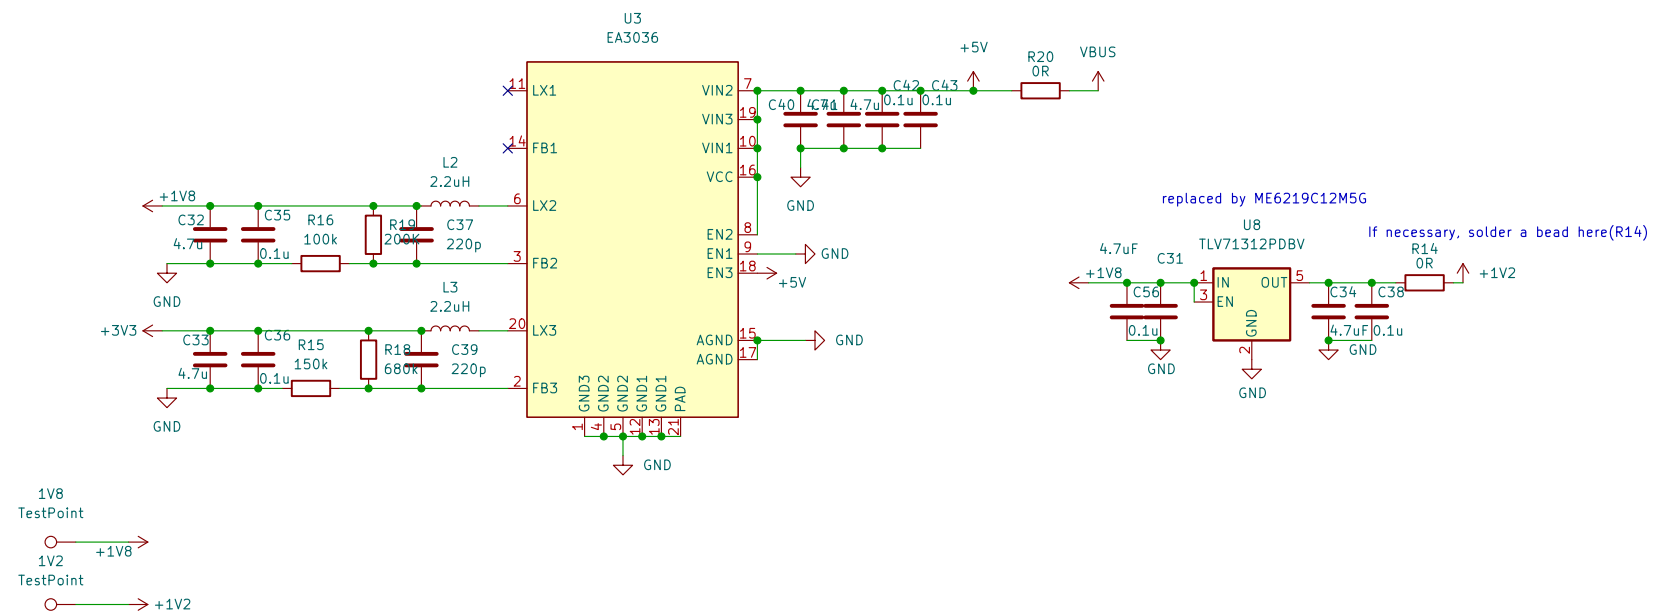 U3
EA3036
11
LX1
14
FB1
6
LX2
3
FB2
20
LX3
2
FB3
7
VIN2
19
VIN3
10
VIN1
16
VCC
8
EN2
9
EN1
18
EN3
15
AGND
17
AGND
GND3
GND2
GND2
GND1
GND1
PAD
1
4
5
12
13
21
GND
+1V8
C32
4.7u
C35
0.1u
R16
100k
R19
200K
L2
2.2uH
C37
220p
GND
+3V3
C33
4.7u
C36
0.1u
R15
150k
R18
680k
L3
2.2uH
C39
220p
GND
C40
4.7u
C41
4.7u
C42
0.1u
C43
0.1u
GND
+5V
R20
0R
VBUS
GND
+5V
GND
replaced by ME6219C12M5G
U8
TLV71312PDBV
If necessary, solder a bead here(R14)
R14
0R
4.7uF
C31
+1V8
C56
0.1u
GND
1
IN
3
EN
OUT
5
GND
2
GND
C34
4.7uF
C38
0.1u
GND
+1V2
1V8
TestPoint
+1V8
1V2
TestPoint
+1V2